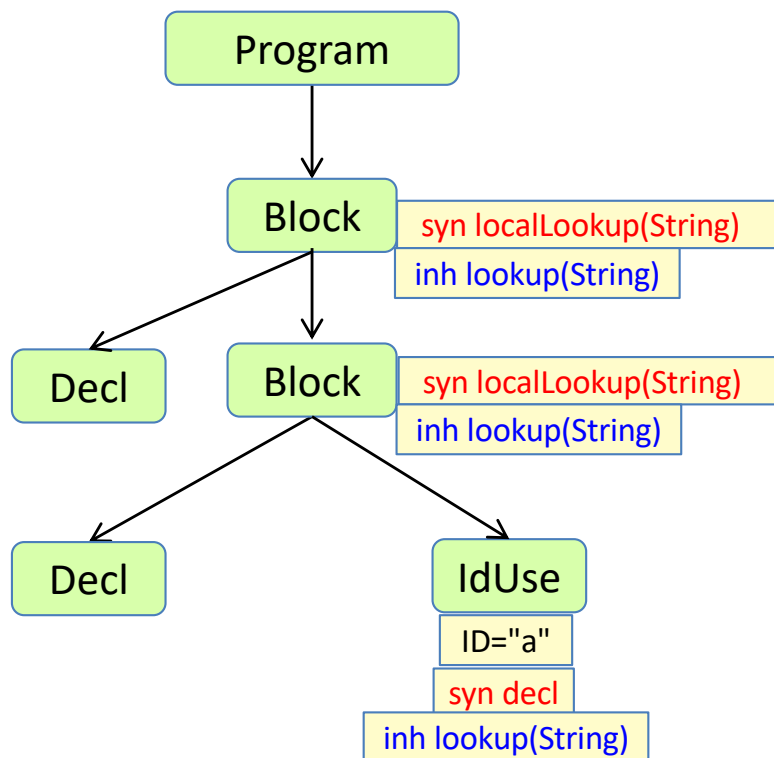 Program
Block
syn localLookup(String)
inh lookup(String)
Decl
Block
syn localLookup(String)
inh lookup(String)
Decl
IdUse
ID="a"
syn decl
inh lookup(String)